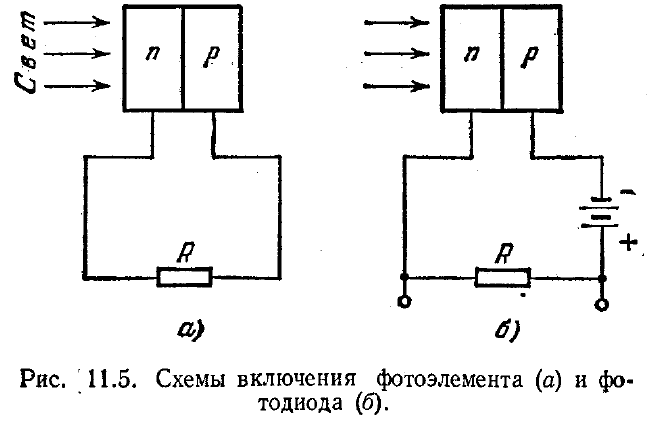 Свет
n p
n p
-
+
R
R
а)
б)
Рис. 11.5. Схемы включения фотоэлемента (а) и фо-
тодиода (б).